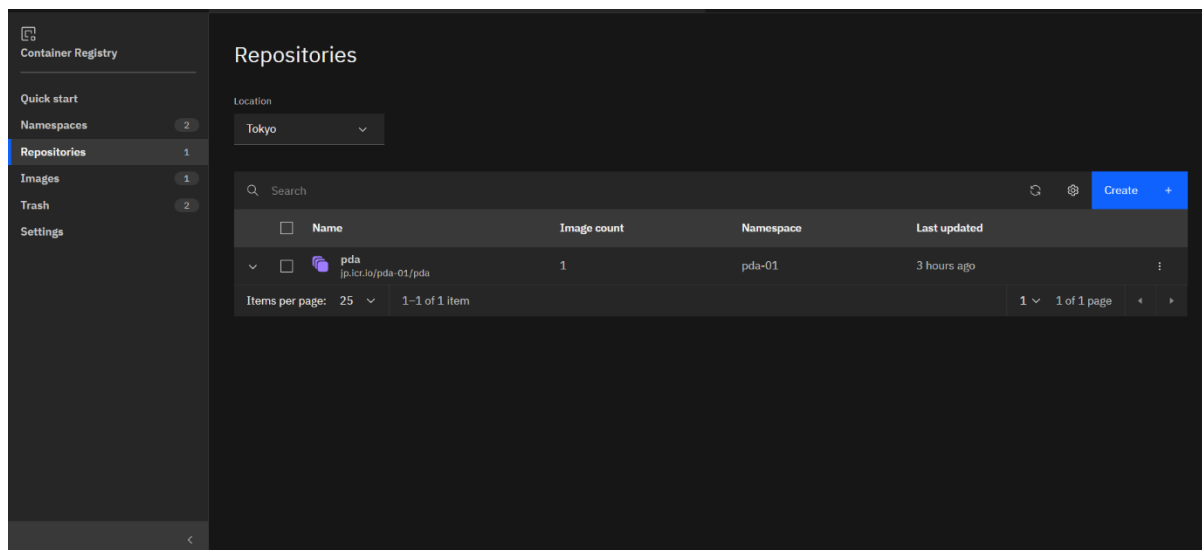 Container Registry
Quick start
Namespaces 2
Repositories 1
Images 1
Trash 2
Settings
Repositories
Location
Tokyo
Search
Create +
Name Image count Namespace Last updated
pda
jp.icr.io/pda-01/pda
1 pda-01 3 hours ago
Items per page: 25 1–1 of 1 item 1 1 of 1 page